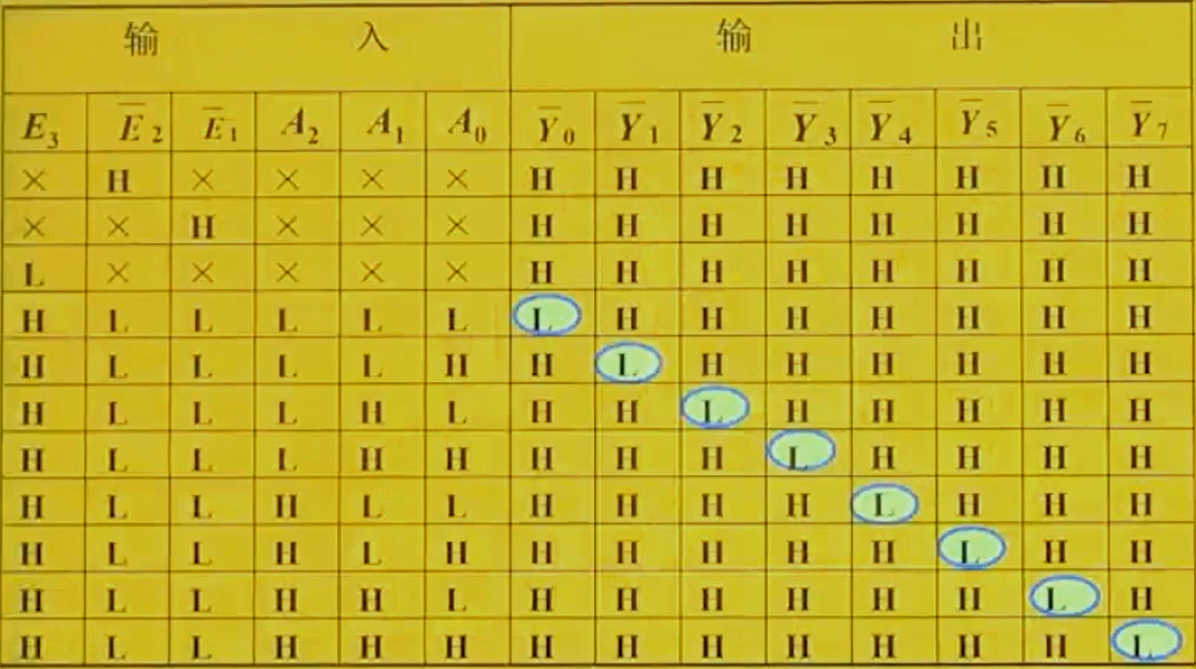 输 入 输 出
E₃ E̅₂ E̅₁ A₂ A₁ A₀ Y̅₀ Y̅₁ Y̅₂ Y̅₃ Y̅₄ Y̅₅ Y̅₆ Y̅₇
× H × × × × H H H H H H H H
× × H × × × H H H H H H H H
L × × × × × H H H H H H H H
H L L L L L L H H H H H H H
H L L L L H H L H H H H H H
H L L L H L H H L H H H H H
H L L L H H H H H L H H H H
H L L H L L H H H H L H H H
H L L H L H H H H H H L H H
H L L H H L H H H H H H L H
H L L H H H H H H H H H H L